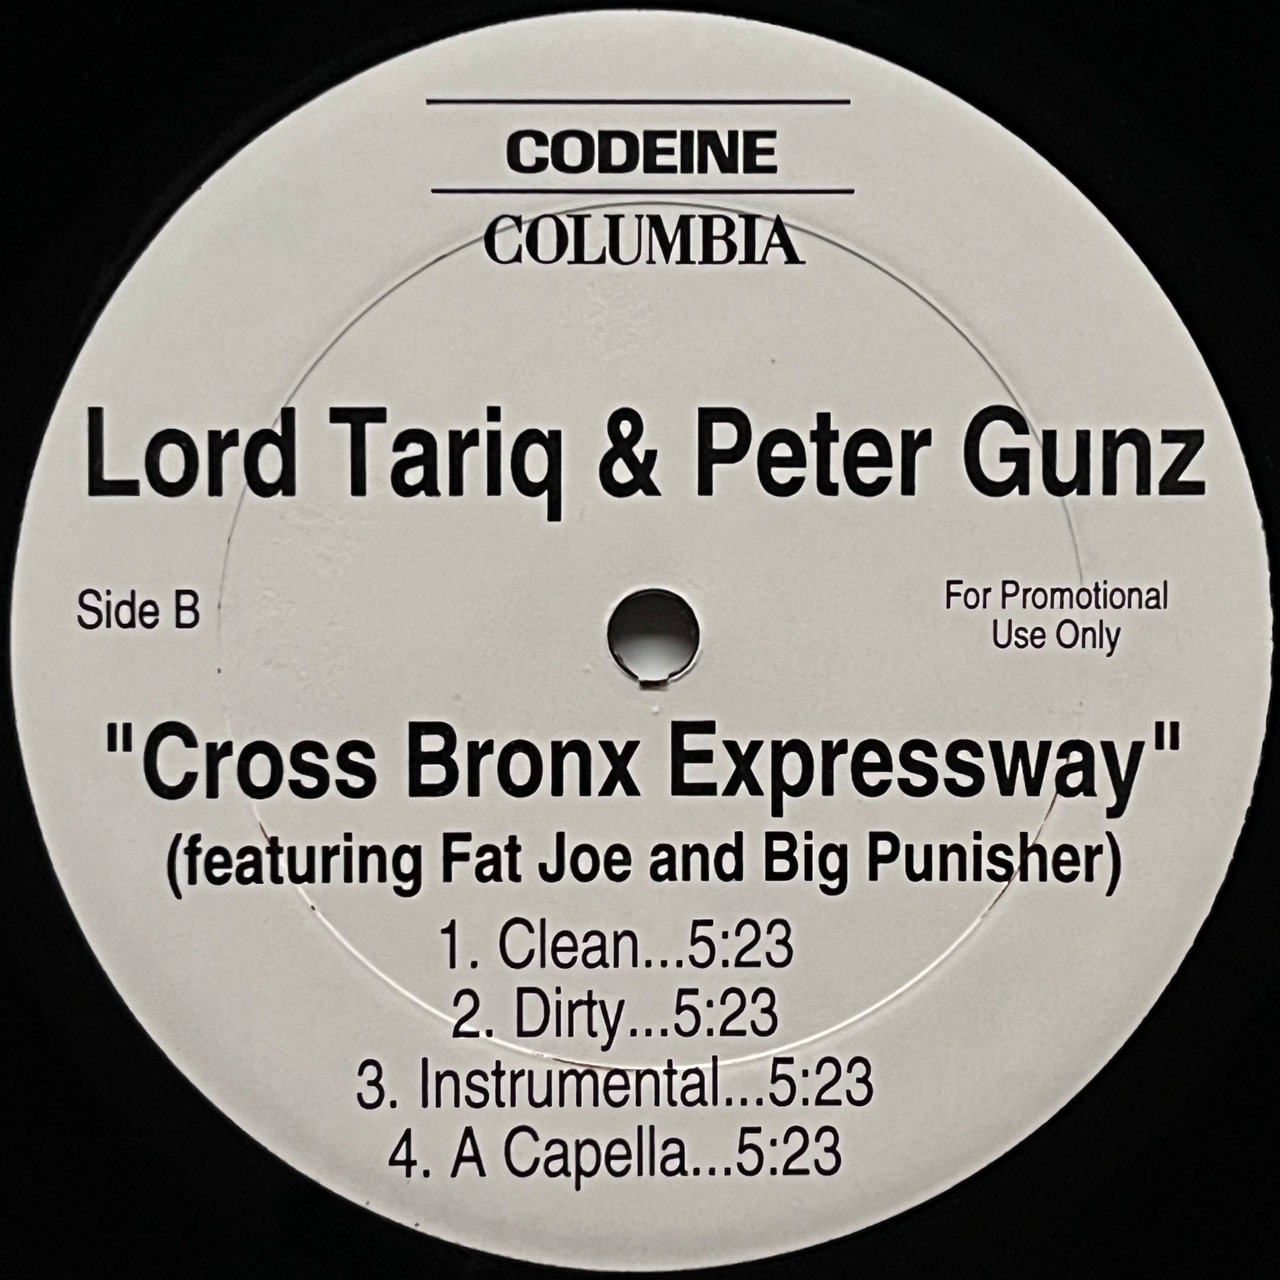 CODEINE
COLUMBIA
Lord Tariq & Peter Gunz
Side B
For Promotional
Use Only
"Cross Bronx Expressway"
(featuring Fat Joe and Big Punisher)
1. Clean...5:23
2. Dirty...5:23
3. Instrumental...5:23
4. A Capella...5:23